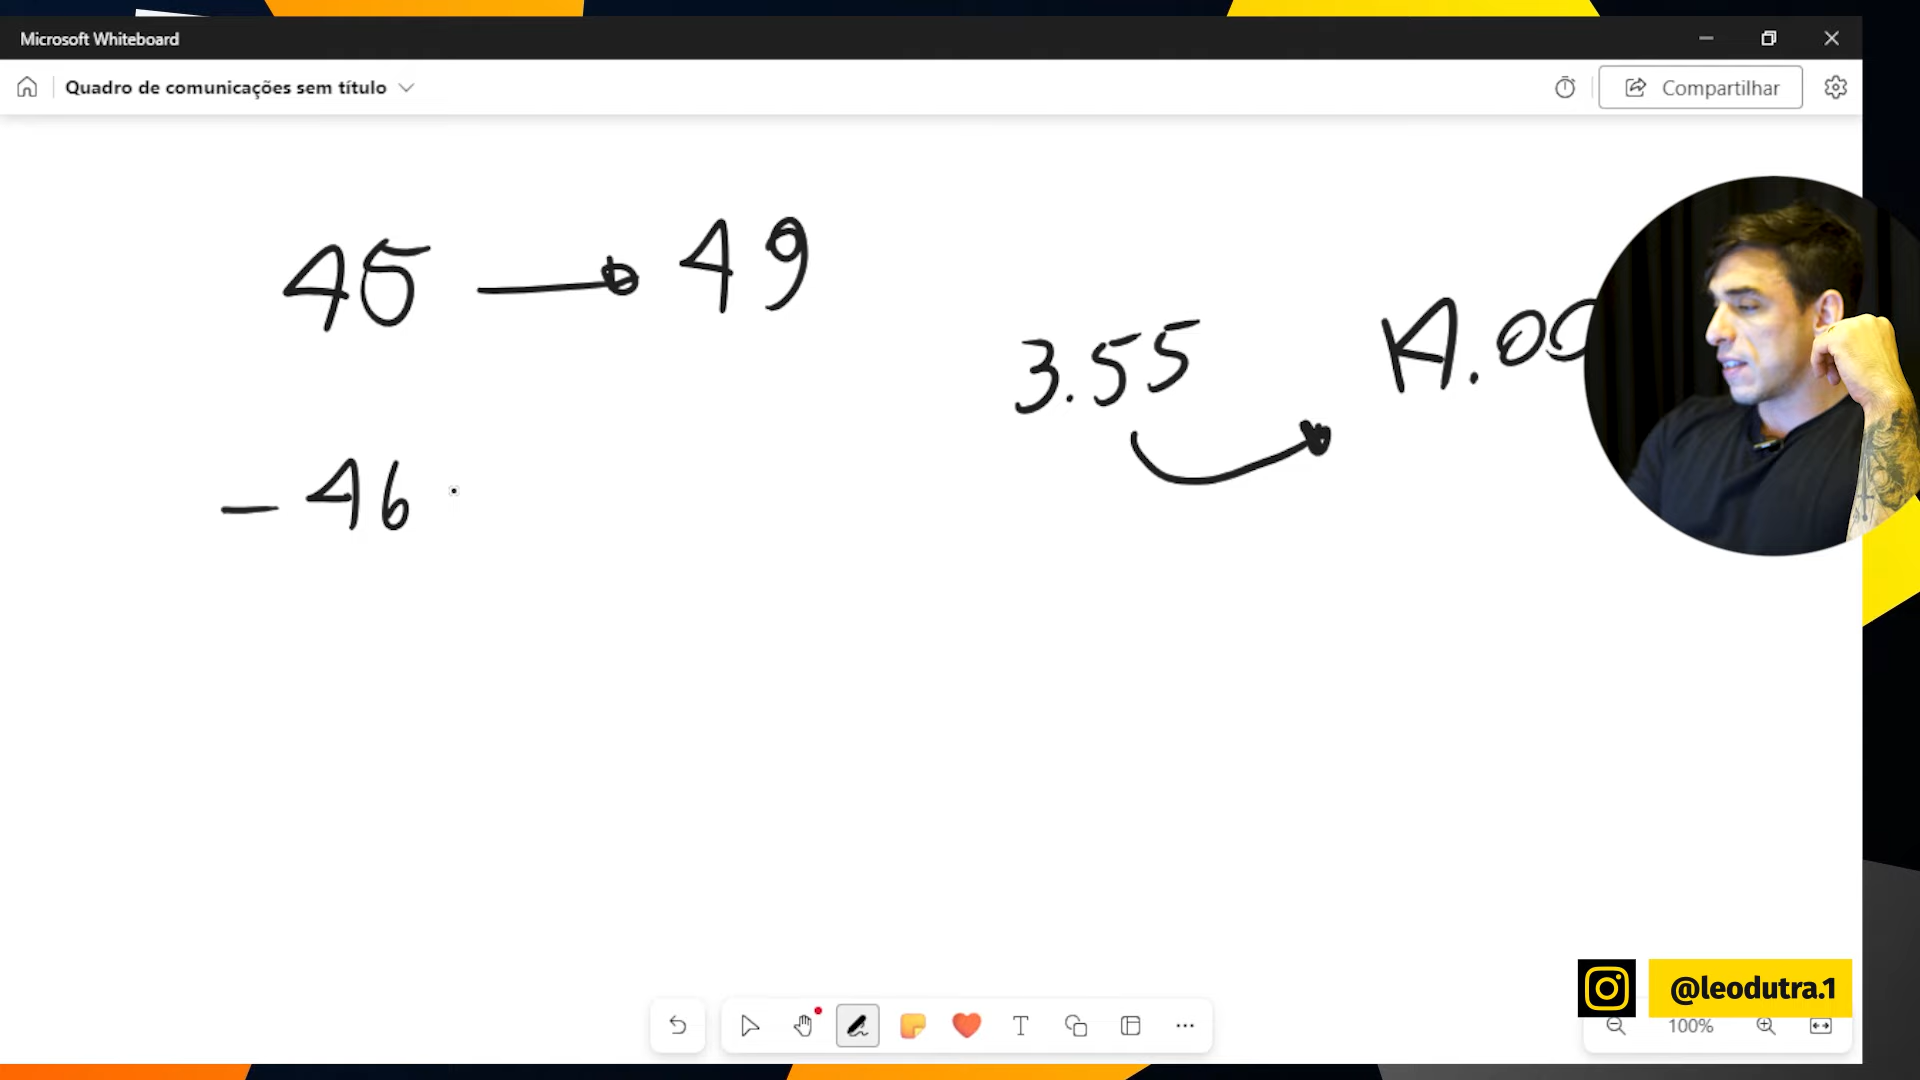 Microsoft Whiteboard
Quadro de comunicações sem título
Compartilhar
45 → 49
3.55
- 46
@leodutra.1
100%